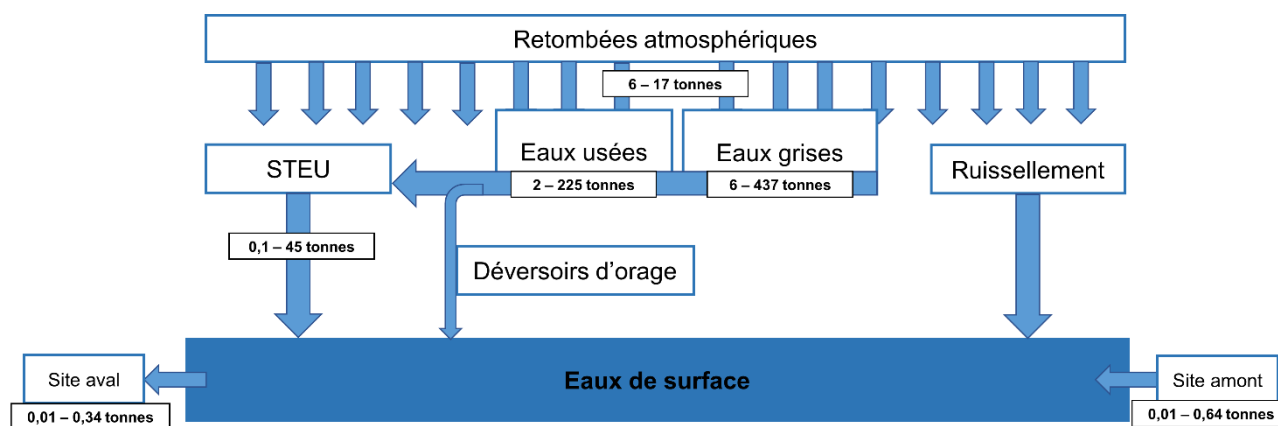 Retombées atmosphériques
6 – 17 tonnes
Eaux usées
Eaux grises
STEU
Ruissellement
2 – 225 tonnes
6 – 437 tonnes
0,1 – 45 tonnes
Déversoirs d'orage
Site aval
Eaux de surface
Site amont
0,01 – 0,34 tonnes
0,01 – 0,64 tonnes